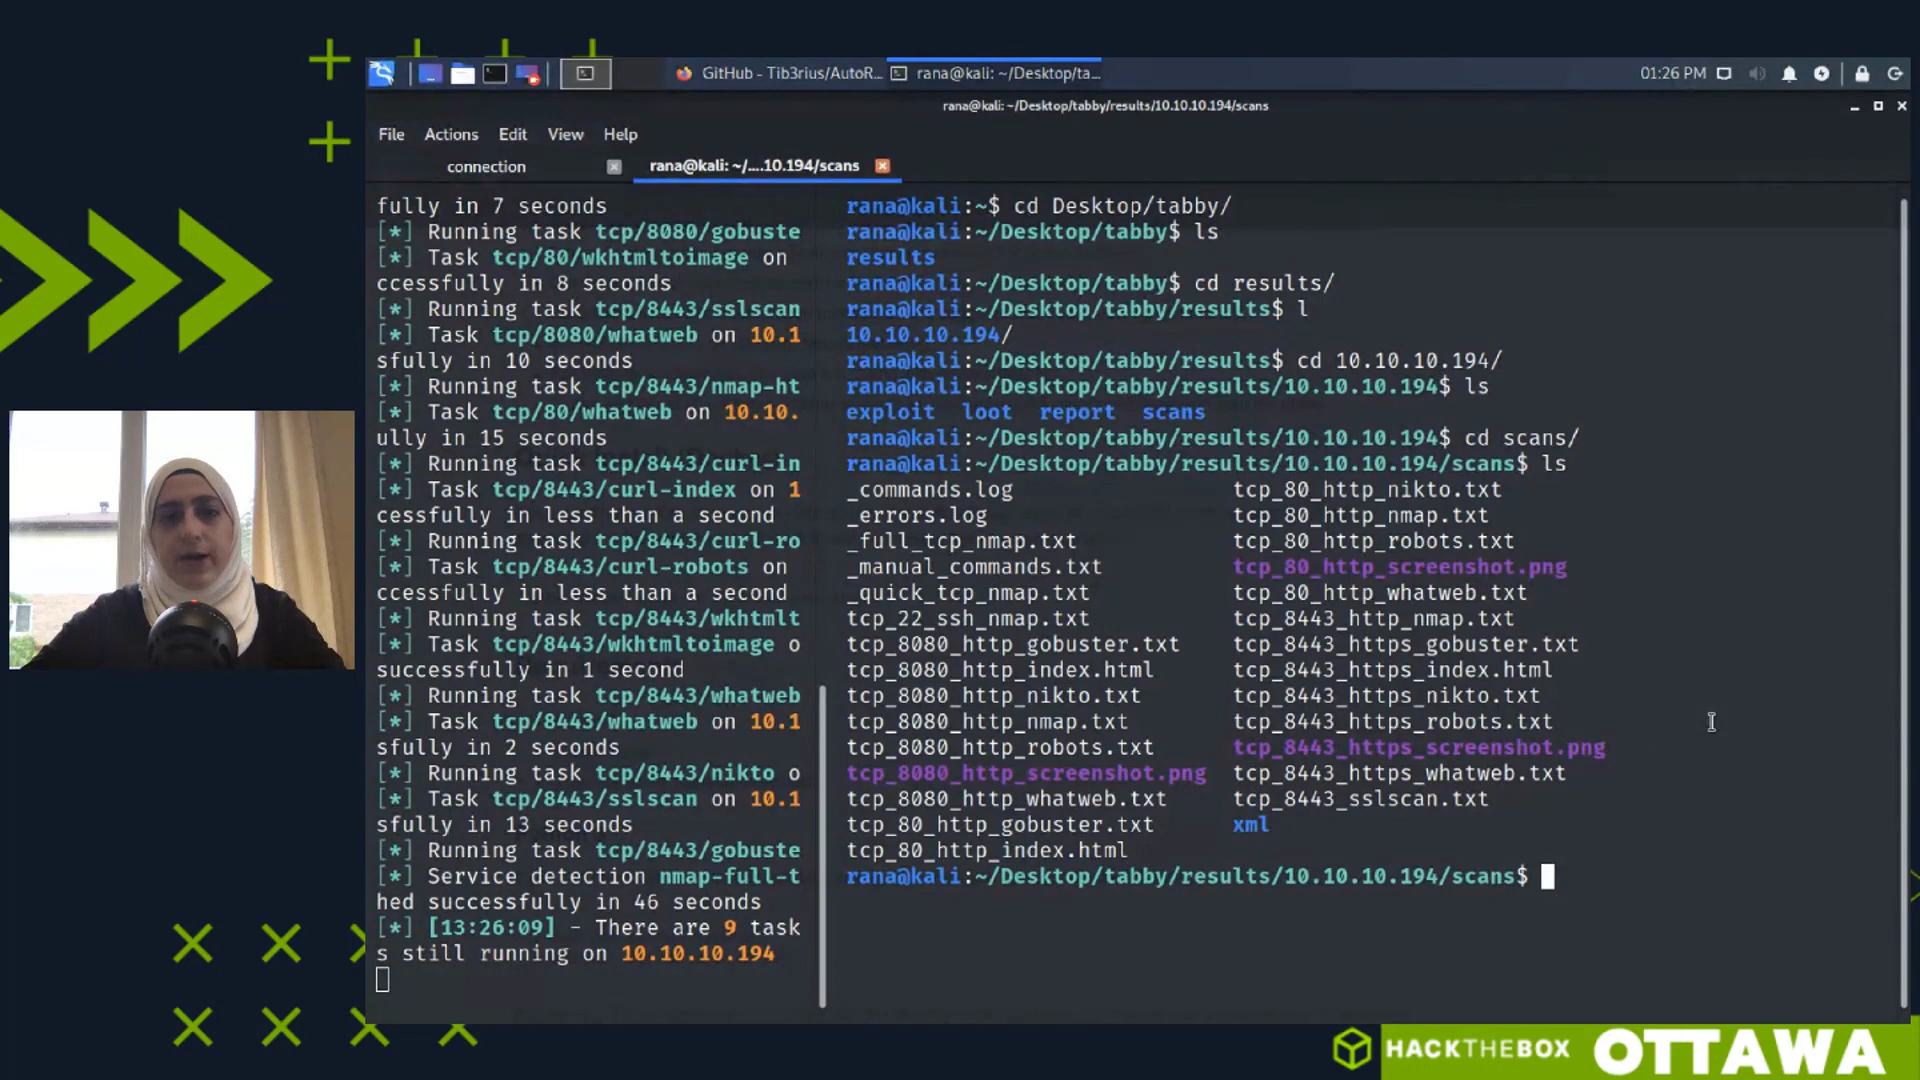 GitHub - Tib3rius/AutoR...
rana@kali: ~/Desktop/ta...
01:26 PM
rana@kali: ~/Desktop/tabby/results/10.10.10.194/scans
File Actions Edit View Help
connection
rana@kali: ~/....10.194/scans
fully in 7 seconds
[*] Running task tcp/8080/gobuste
[*] Task tcp/80/wkhtmltoimage on
ccessfully in 8 seconds
[*] Running task tcp/8443/sslscan
[*] Task tcp/8080/whatweb on 10.1
sfully in 10 seconds
[*] Running task tcp/8443/nmap-ht
[*] Task tcp/80/whatweb on 10.10.
ully in 15 seconds
[*] Running task tcp/8443/curl-in
[*] Task tcp/8443/curl-index on 1
cessfully in less than a second
[*] Running task tcp/8443/curl-ro
[*] Task tcp/8443/curl-robots on
ccessfully in less than a second
[*] Running task tcp/8443/wkhtmlt
[*] Task tcp/8443/wkhtmltoimage o
successfully in 1 second
[*] Running task tcp/8443/whatweb
[*] Task tcp/8443/whatweb on 10.1
sfully in 2 seconds
[*] Running task tcp/8443/nikto o
[*] Task tcp/8443/sslscan on 10.1
sfully in 13 seconds
[*] Running task tcp/8443/gobuste
[*] Service detection nmap-full-t
hed successfully in 46 seconds
[*] [13:26:09] - There are 9 task
s still running on 10.10.10.194
rana@kali:~$ cd Desktop/tabby/
rana@kali:~/Desktop/tabby$ ls
results
rana@kali:~/Desktop/tabby$ cd results/
rana@kali:~/Desktop/tabby/results$ l
10.10.10.194/
rana@kali:~/Desktop/tabby/results$ cd 10.10.10.194/
rana@kali:~/Desktop/tabby/results/10.10.10.194$ ls
exploit loot report scans
rana@kali:~/Desktop/tabby/results/10.10.10.194$ cd scans/
rana@kali:~/Desktop/tabby/results/10.10.10.194/scans$ ls
_commands.log tcp_80_http_nikto.txt
_errors.log tcp_80_http_nmap.txt
_full_tcp_nmap.txt tcp_80_http_robots.txt
_manual_commands.txt tcp_80_http_screenshot.png
_quick_tcp_nmap.txt tcp_80_http_whatweb.txt
tcp_22_ssh_nmap.txt tcp_8443_http_nmap.txt
tcp_8080_http_gobuster.txt tcp_8443_https_gobuster.txt
tcp_8080_http_index.html tcp_8443_https_index.html
tcp_8080_http_nikto.txt tcp_8443_https_nikto.txt
tcp_8080_http_nmap.txt tcp_8443_https_robots.txt
tcp_8080_http_robots.txt tcp_8443_https_screenshot.png
tcp_8080_http_screenshot.png tcp_8443_https_whatweb.txt
tcp_8080_http_whatweb.txt tcp_8443_sslscan.txt
tcp_80_http_gobuster.txt xml
tcp_80_http_index.html
rana@kali:~/Desktop/tabby/results/10.10.10.194/scans$
HACKTHEBOX OTTAWA